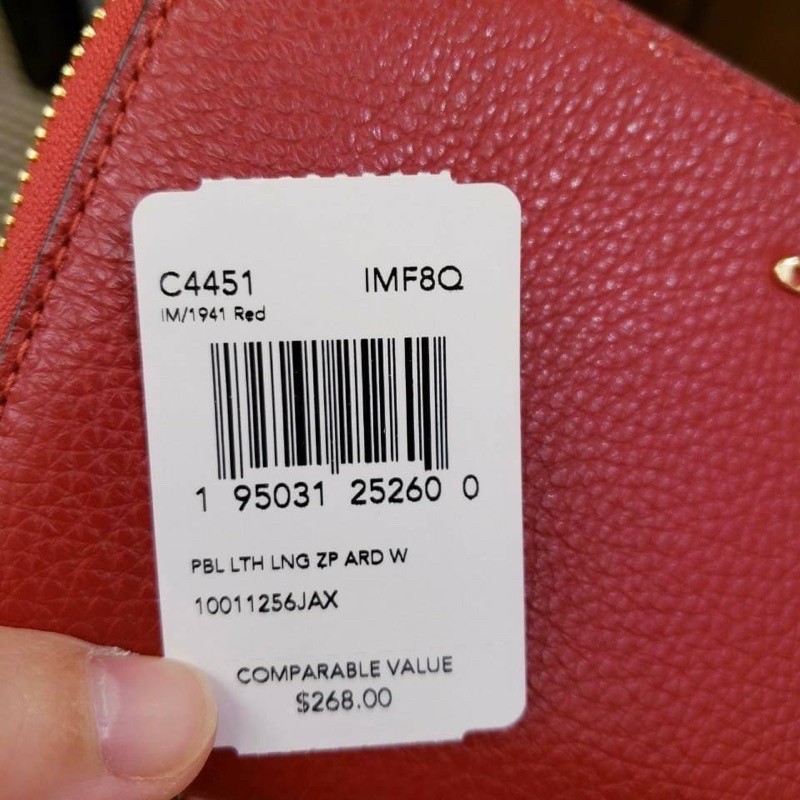 C4451 IMF8Q
IM/1941 Red
1 95031 25260 0
PBL LTH LNG ZP ARD W
10011256JAX
COMPARABLE VALUE
$268.00